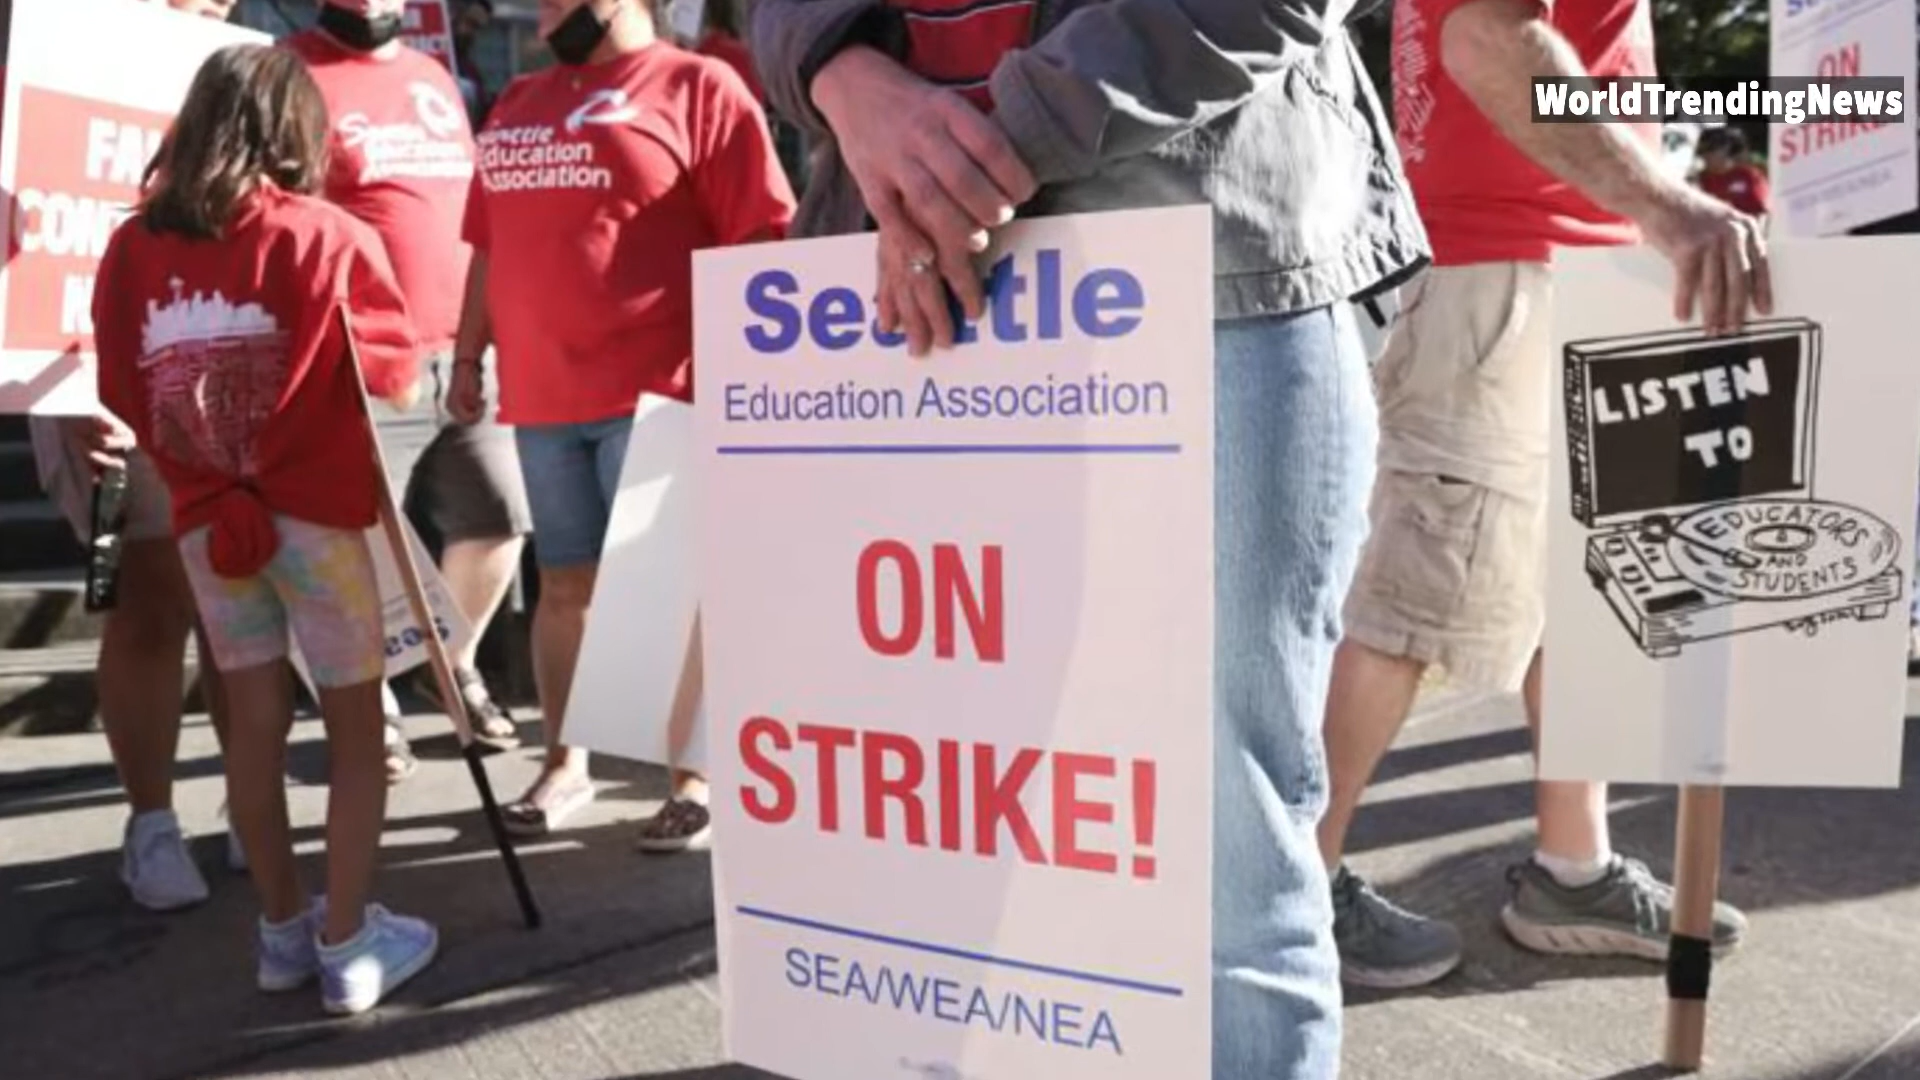 WorldTrendingNews
Seattle
Education
Association
Seattle
Education Association
ON
STRIKE!
SEA/WEA/NEA
LISTEN
TO
EDUCATORS
AND
STUDENTS
ON
STRIKE